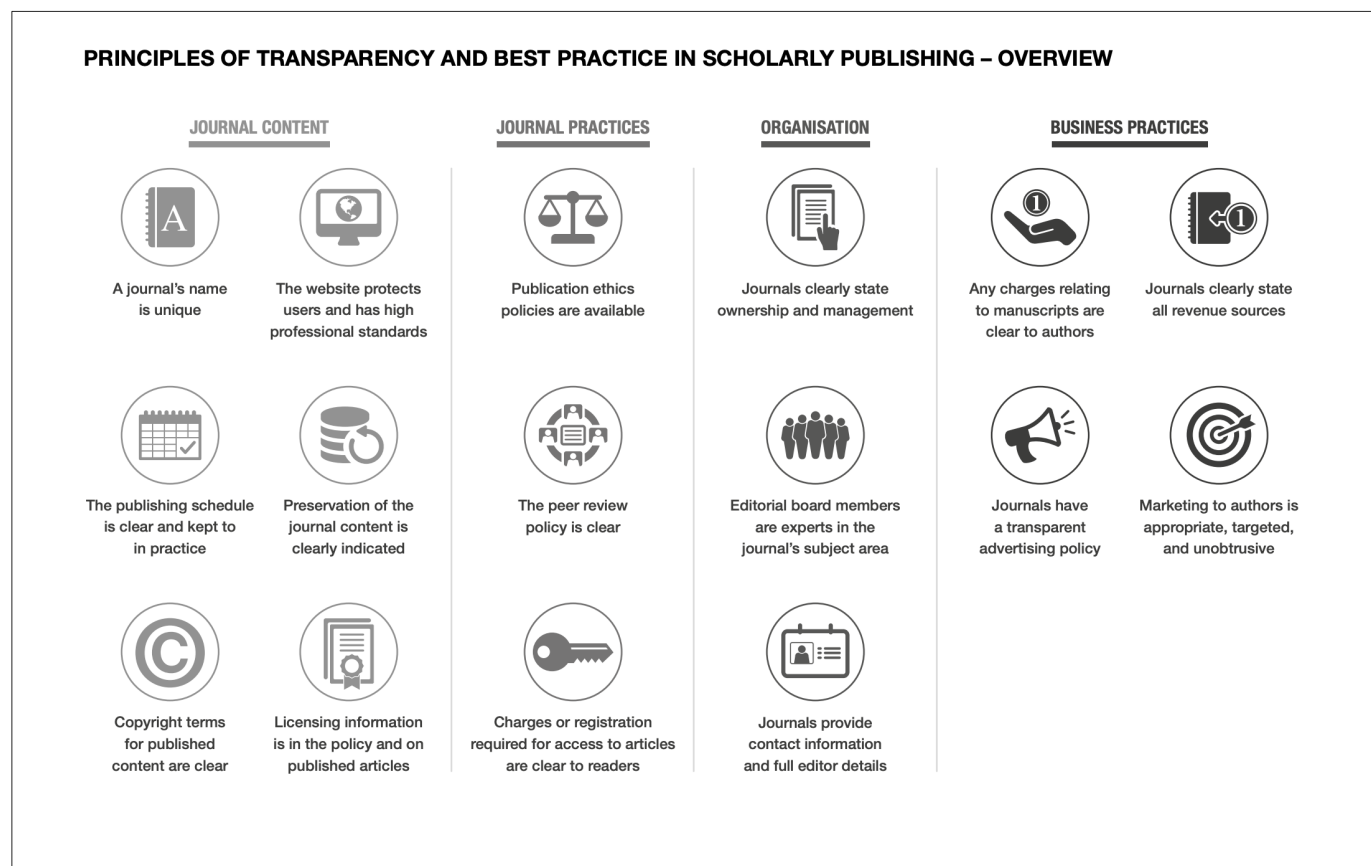 PRINCIPLES OF TRANSPARENCY AND BEST PRACTICE IN SCHOLARLY PUBLISHING – OVERVIEW
JOURNAL CONTENT
A
A journal's name
is unique
The website protects
users and has high
professional standards
The publishing schedule
is clear and kept to
in practice
Preservation of the
journal content is
clearly indicated
©
Copyright terms
for published
content are clear
Licensing information
is in the policy and on
published articles
JOURNAL PRACTICES
Publication ethics
policies are available
The peer review
policy is clear
Charges or registration
required for access to articles
are clear to readers
ORGANISATION
Journals clearly state
ownership and management
Editorial board members
are experts in the
journal's subject area
Journals provide
contact information
and full editor details
BUSINESS PRACTICES
1
Any charges relating
to manuscripts are
clear to authors
1
Journals clearly state
all revenue sources
Journals have
a transparent
advertising policy
Marketing to authors is
appropriate, targeted,
and unobtrusive